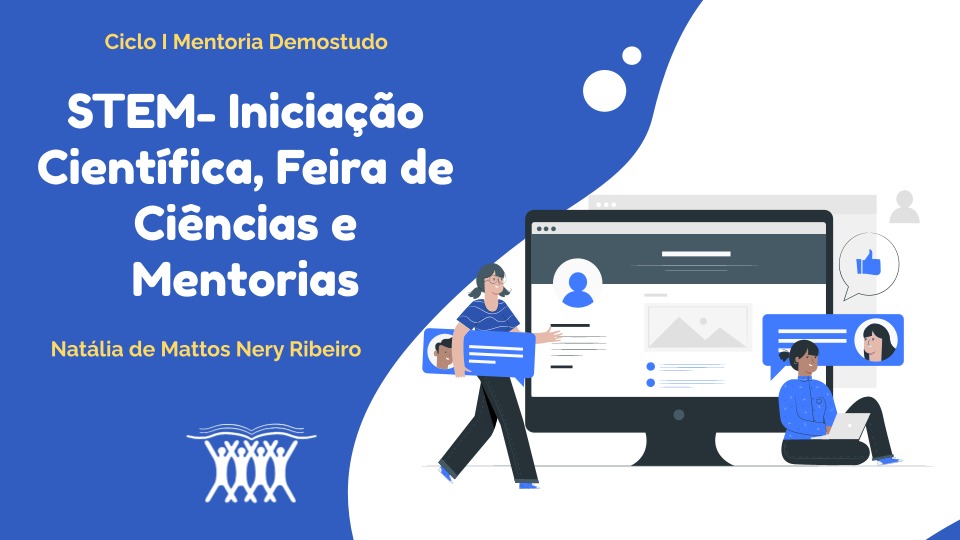 Ciclo I Mentoria Demostudo
STEM- Iniciação
Científica, Feira de
Ciências e
Mentorias
Natália de Mattos Nery Ribeiro